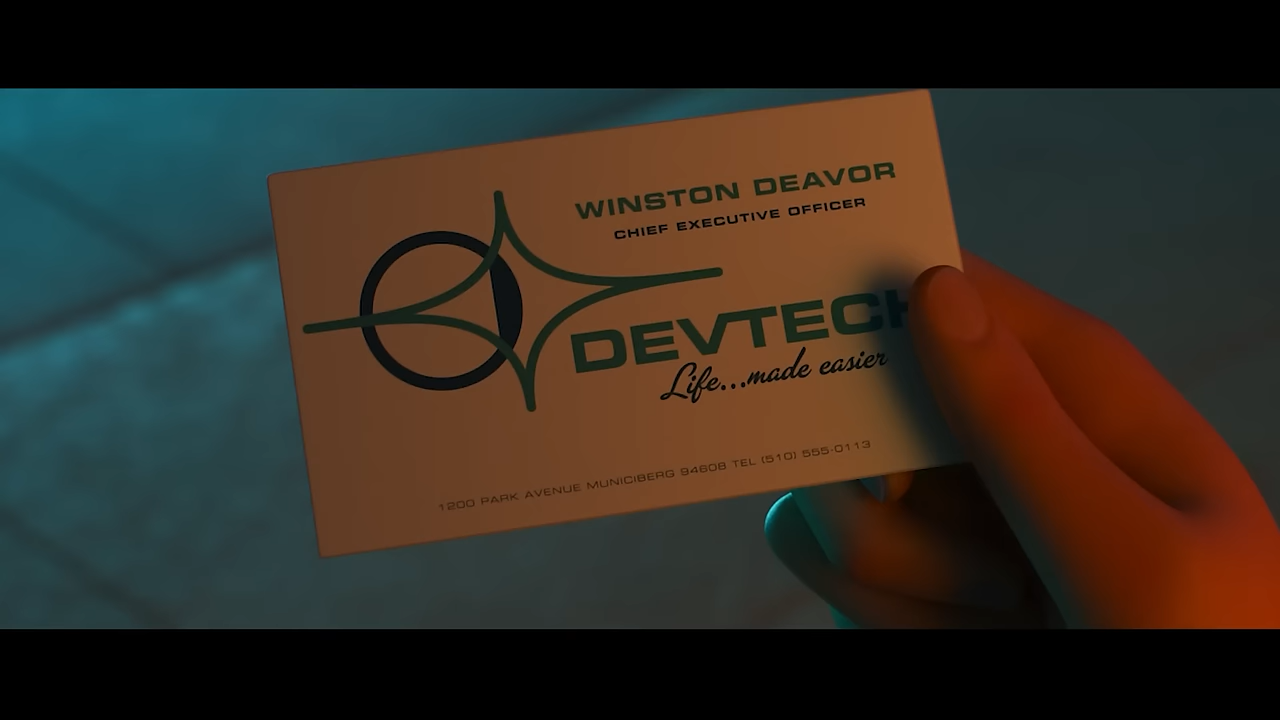 WINSTON DEAVOR
CHIEF EXECUTIVE OFFICER
DEVTECH
Life...made easier
1200 PARK AVENUE MUNICIBERG 94608 TEL (510) 555-0113